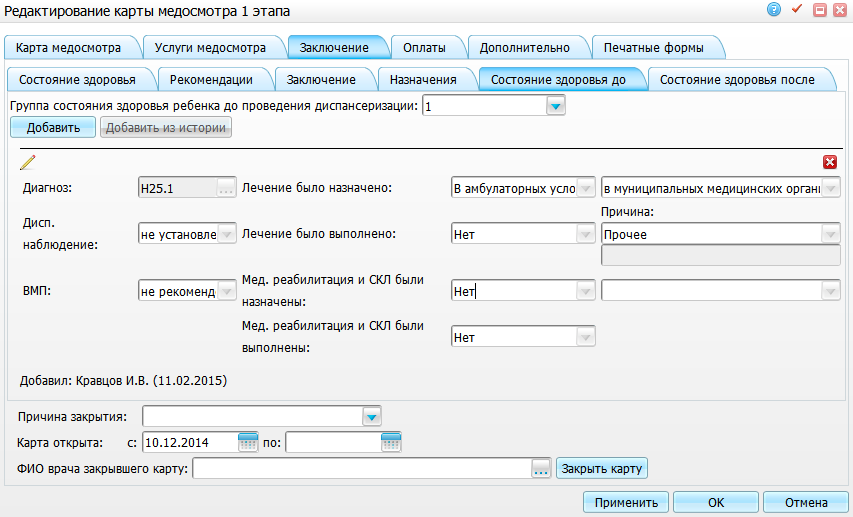 Редактирование карты медосмотра 1 этапа
Карта медосмотра Услуги медосмотра Заключение Оплаты Дополнительно Печатные формы
Состояние здоровья Рекомендации Заключение Назначения Состояние здоровья до Состояние здоровья после
Группа состояния здоровья ребенка до проведения диспансеризации: 1
Добавить Добавить из истории
Диагноз: H25.1 ... Лечение было назначено: В амбулаторных усло в муниципальных медицинских органи
Причина:
Дисп.
наблюдение: не установле Лечение было выполнено: Нет Прочее
ВМП: не рекоменд Мед. реабилитация и СКЛ были
назначены: Нет
Мед. реабилитация и СКЛ были
выполнены: Нет
Добавил: Кравцов И.В. (11.02.2015)
Причина закрытия:
Карта открыта: с: 10.12.2014 по:
ФИО врача закрывшего карту: ... Закрыть карту
Применить OK Отмена